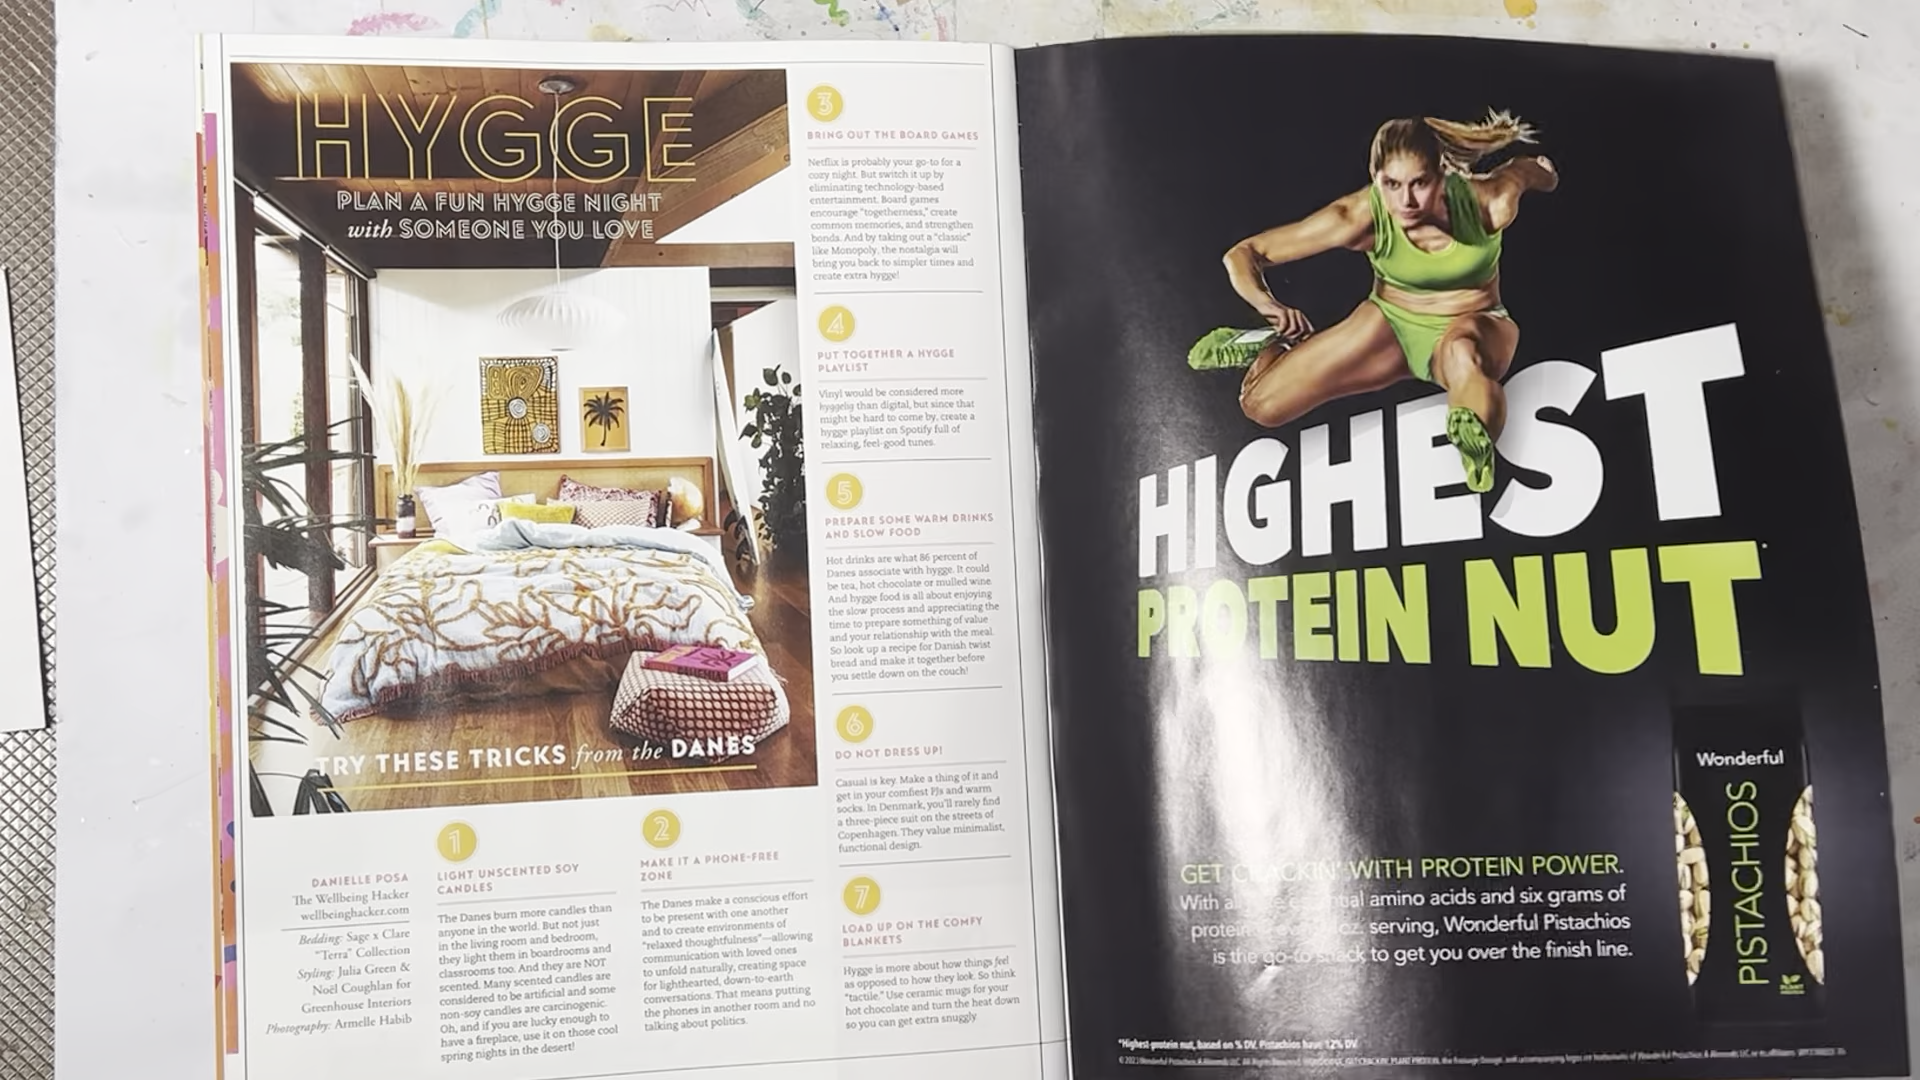 HYGGE
PLAN A FUN HYGGE NIGHT
with SOMEONE YOU LOVE
TRY THESE TRICKS from the DANES
DANIELLE POSA
The Wellbeing Hacker
wellbeinghacker.com
Bedding: Sage x Clare
"Terra" Collection
Styling: Julia Green &
Noël Coughlan for
Greenhouse Interiors
Photography: Armelle Habib
1
LIGHT UNSCENTED SOY
CANDLES
The Danes burn more candles than
anyone in the world. But not just
in the living room and bedroom,
they light them in boardrooms and
classrooms too. And they are NOT
scented. Many scented candles are
considered to be artificial and some
non-soy candles are carcinogenic.
Oh, and if you are lucky enough to
have a fireplace, use it on those cool
spring nights in the desert!
2
MAKE IT A PHONE-FREE
ZONE
The Danes make a conscious effort
to be present with one another
and to create environments of
"relaxed thoughtfulness"—allowing
communication with loved ones
to unfold naturally, creating space
for lighthearted, down-to-earth
conversations. That means putting
the phones in another room and no
talking about politics.
3
BRING OUT THE BOARD GAMES
Netflix is probably your go-to for a
cozy night. But switch it up by
eliminating technology-based
entertainment. Board games
encourage "togetherness," create
common memories, and strengthen
bonds. And by taking out a "classic"
like Monopoly, the nostalgia will
bring you back to simpler times and
create extra hygge!
4
PUT TOGETHER A HYGGE
PLAYLIST
Vinyl would be considered more
hyggelig than digital, but since that
might be hard to come by, create a
hygge playlist on Spotify full of
relaxing, feel-good tunes.
5
PREPARE SOME WARM DRINKS
AND SLOW FOOD
Hot drinks are what 86 percent of
Danes associate with hygge. It could
be tea, hot chocolate or mulled wine.
And hygge food is all about enjoying
the slow process and appreciating the
time to prepare something of value
and your relationship with the meal.
So look up a recipe for Danish twist
bread and make it together before
you settle down on the couch!
6
DO NOT DRESS UP!
Casual is key. Make a thing of it and
get in your comfiest PJs and warm
socks. In Denmark, you'll rarely find
a three-piece suit on the streets of
Copenhagen. They value minimalist,
functional design.
7
LOAD UP ON THE COMFY
BLANKETS
Hygge is more about how things feel
as opposed to how they look. So think
"tactile." Use ceramic mugs for your
hot chocolate and turn the heat down
so you can get extra snuggly.
HIGHEST
PROTEIN NUT*
Wonderful
PISTACHIOS
GET CRACKIN' WITH PROTEIN POWER.
With all amino acids and six grams of
protein serving, Wonderful Pistachios
is the go-to snack to get you over the finish line.
*Highest-protein nut, based on % DV. Pistachios have 12% DV.